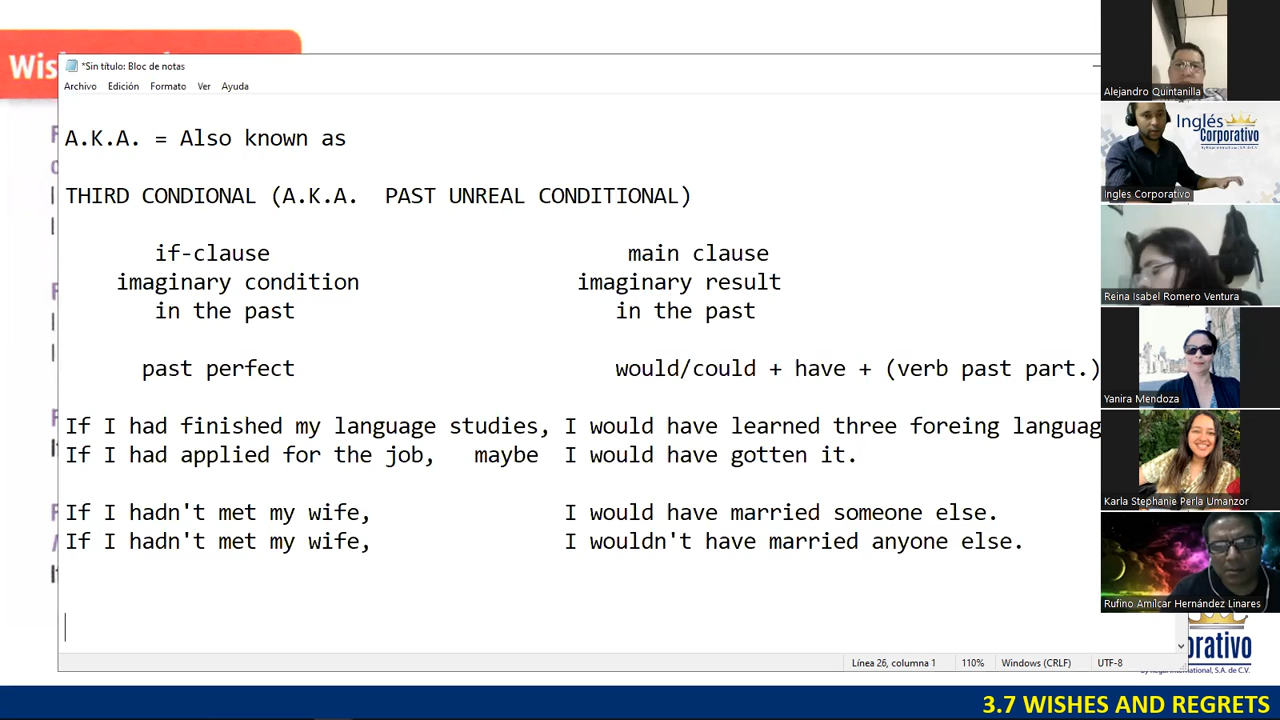 Wis
*Sin título: Bloc de notas
Archivo Edición Formato Ver Ayuda
A.K.A. = Also known as
THIRD CONDIONAL (A.K.A. PAST UNREAL CONDITIONAL)
if-clause main clause
imaginary condition imaginary result
in the past in the past
past perfect would/could + have + (verb past part.)
If I had finished my language studies, I would have learned three foreing languag
If I had applied for the job, maybe I would have gotten it.
If I hadn't met my wife, I would have married someone else.
If I hadn't met my wife, I wouldn't have married anyone else.
Línea 26, columna 1 110% Windows (CRLF) UTF-8
Alejandro Quintanilla
Inglés
Corporativo
Inglés Corporativo
Reina Isabel Romero Ventura
Yanira Mendoza
Karla Stephanie Perla Umanzor
Rufino Amílcar Hernández Linares
orporativo
International, S.A. de C.V.
3.7 WISHES AND REGRETS